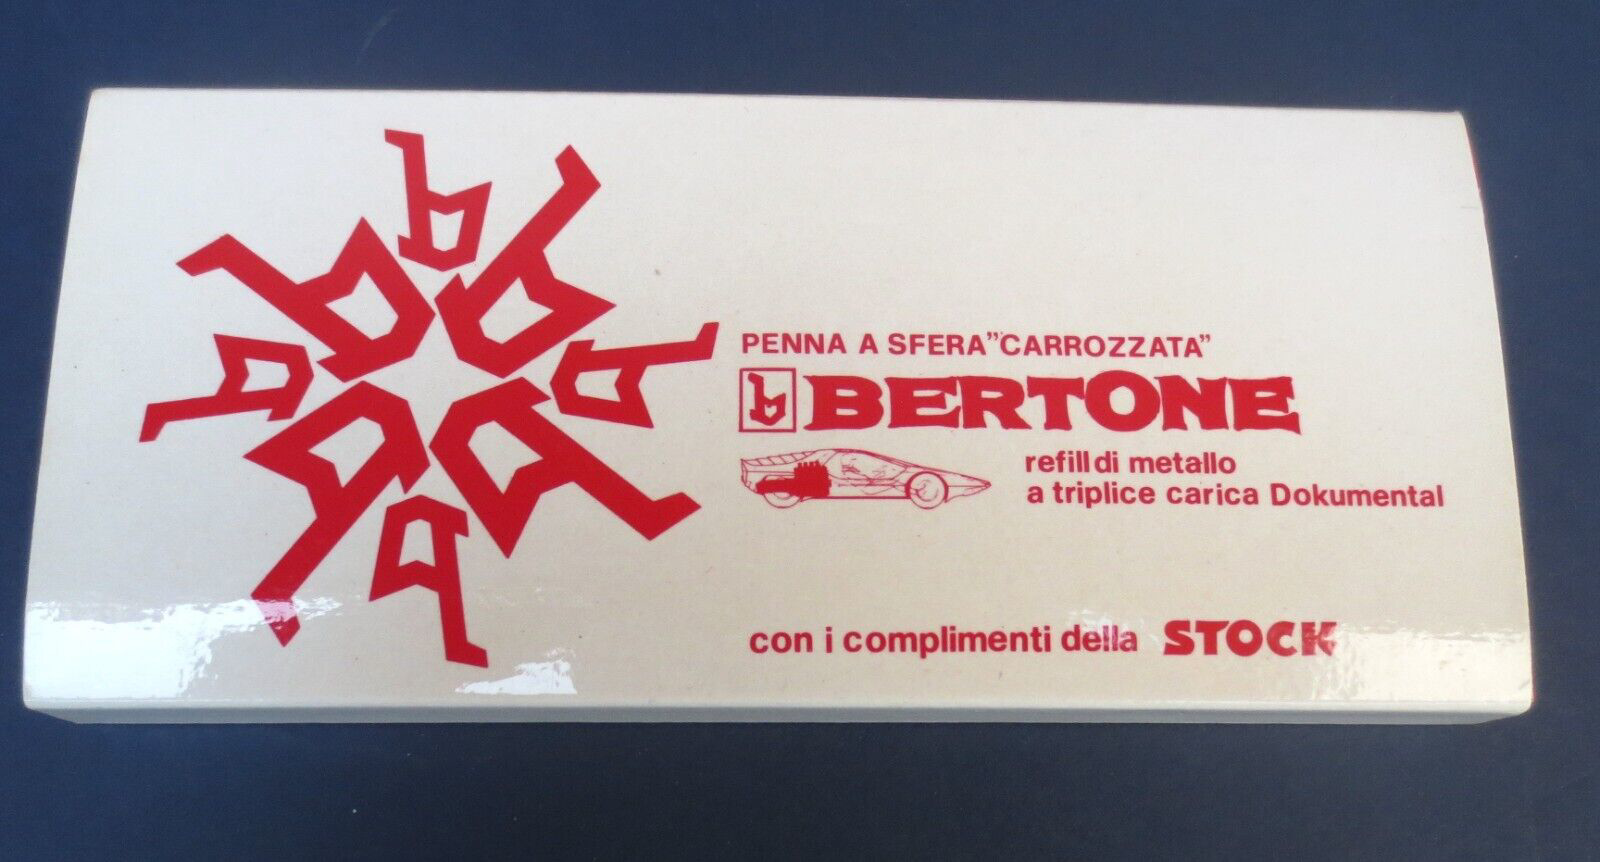 PENNA A SFERA "CARROZZATA"
b BERTONE
refill di metallo
a triplice carica Dokumental
con i complimenti della STOCK